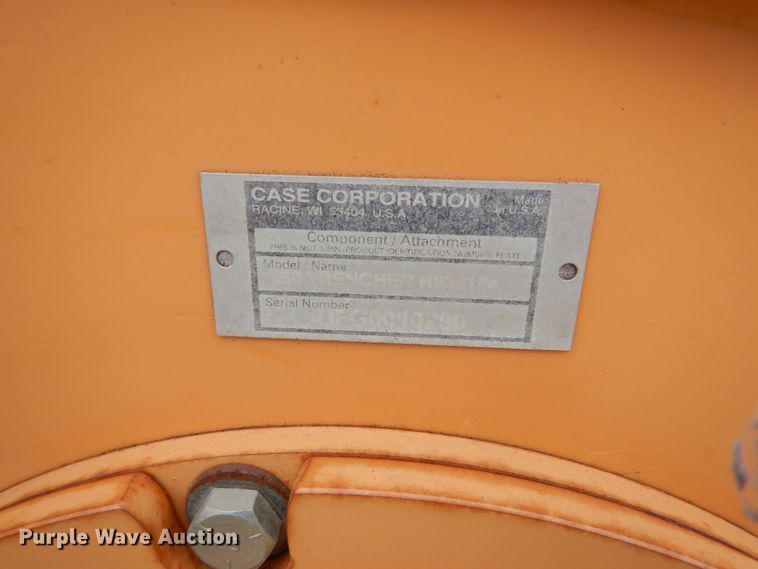 CASE CORPORATION
RACINE, WI 53404 U.S.A.
Made
in U.S.A.
Component / Attachment
THIS IS NOT A PIN (PRODUCT IDENTIFICATION NUMBER) PLATE
Model / Name
TRENCHER
Serial Number
Purple Wave Auction